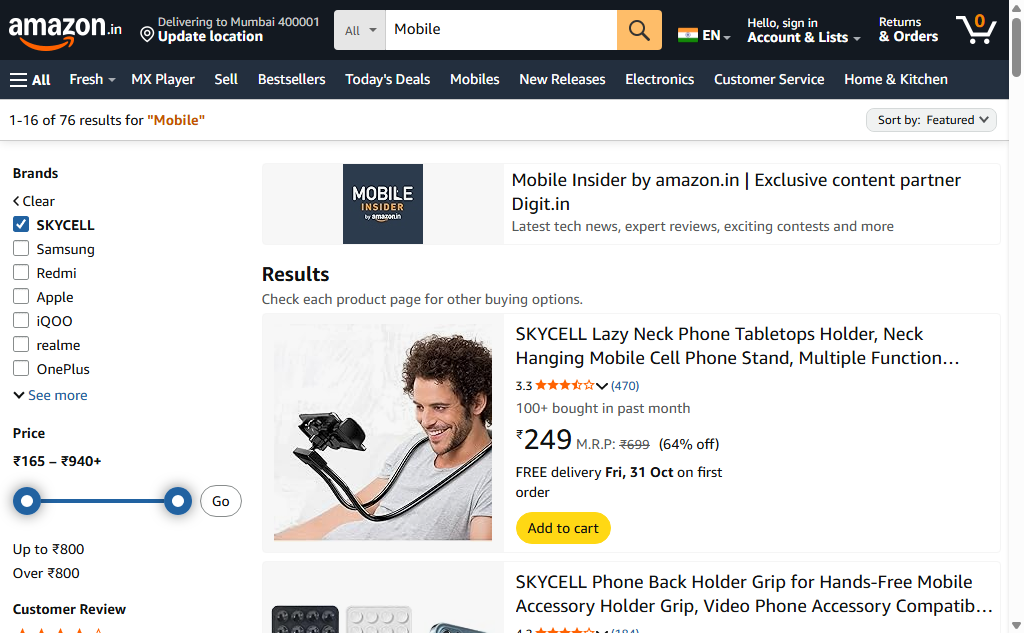 amazon.in
Delivering to Mumbai 400001
Update location
All
Mobile
EN
Hello, sign in
Account & Lists
Returns
& Orders
0
All
Fresh
MX Player
Sell
Bestsellers
Today's Deals
Mobiles
New Releases
Electronics
Customer Service
Home & Kitchen
1-16 of 76 results for "Mobile"
Sort by: Featured
Brands
Clear
SKYCELL
Samsung
Redmi
Apple
iQOO
realme
OnePlus
See more
Price
₹165 – ₹940+
Go
Up to ₹800
Over ₹800
Customer Review
MOBILE
INSIDER
by amazon.in
Mobile Insider by amazon.in | Exclusive content partner
Digit.in
Latest tech news, expert reviews, exciting contests and more
Results
Check each product page for other buying options.
SKYCELL Lazy Neck Phone Tabletops Holder, Neck
Hanging Mobile Cell Phone Stand, Multiple Function…
3.3 (470)
100+ bought in past month
₹249 M.R.P: ₹699 (64% off)
FREE delivery Fri, 31 Oct on first
order
Add to cart
SKYCELL Phone Back Holder Grip for Hands-Free Mobile
Accessory Holder Grip, Video Phone Accessory Compatib…